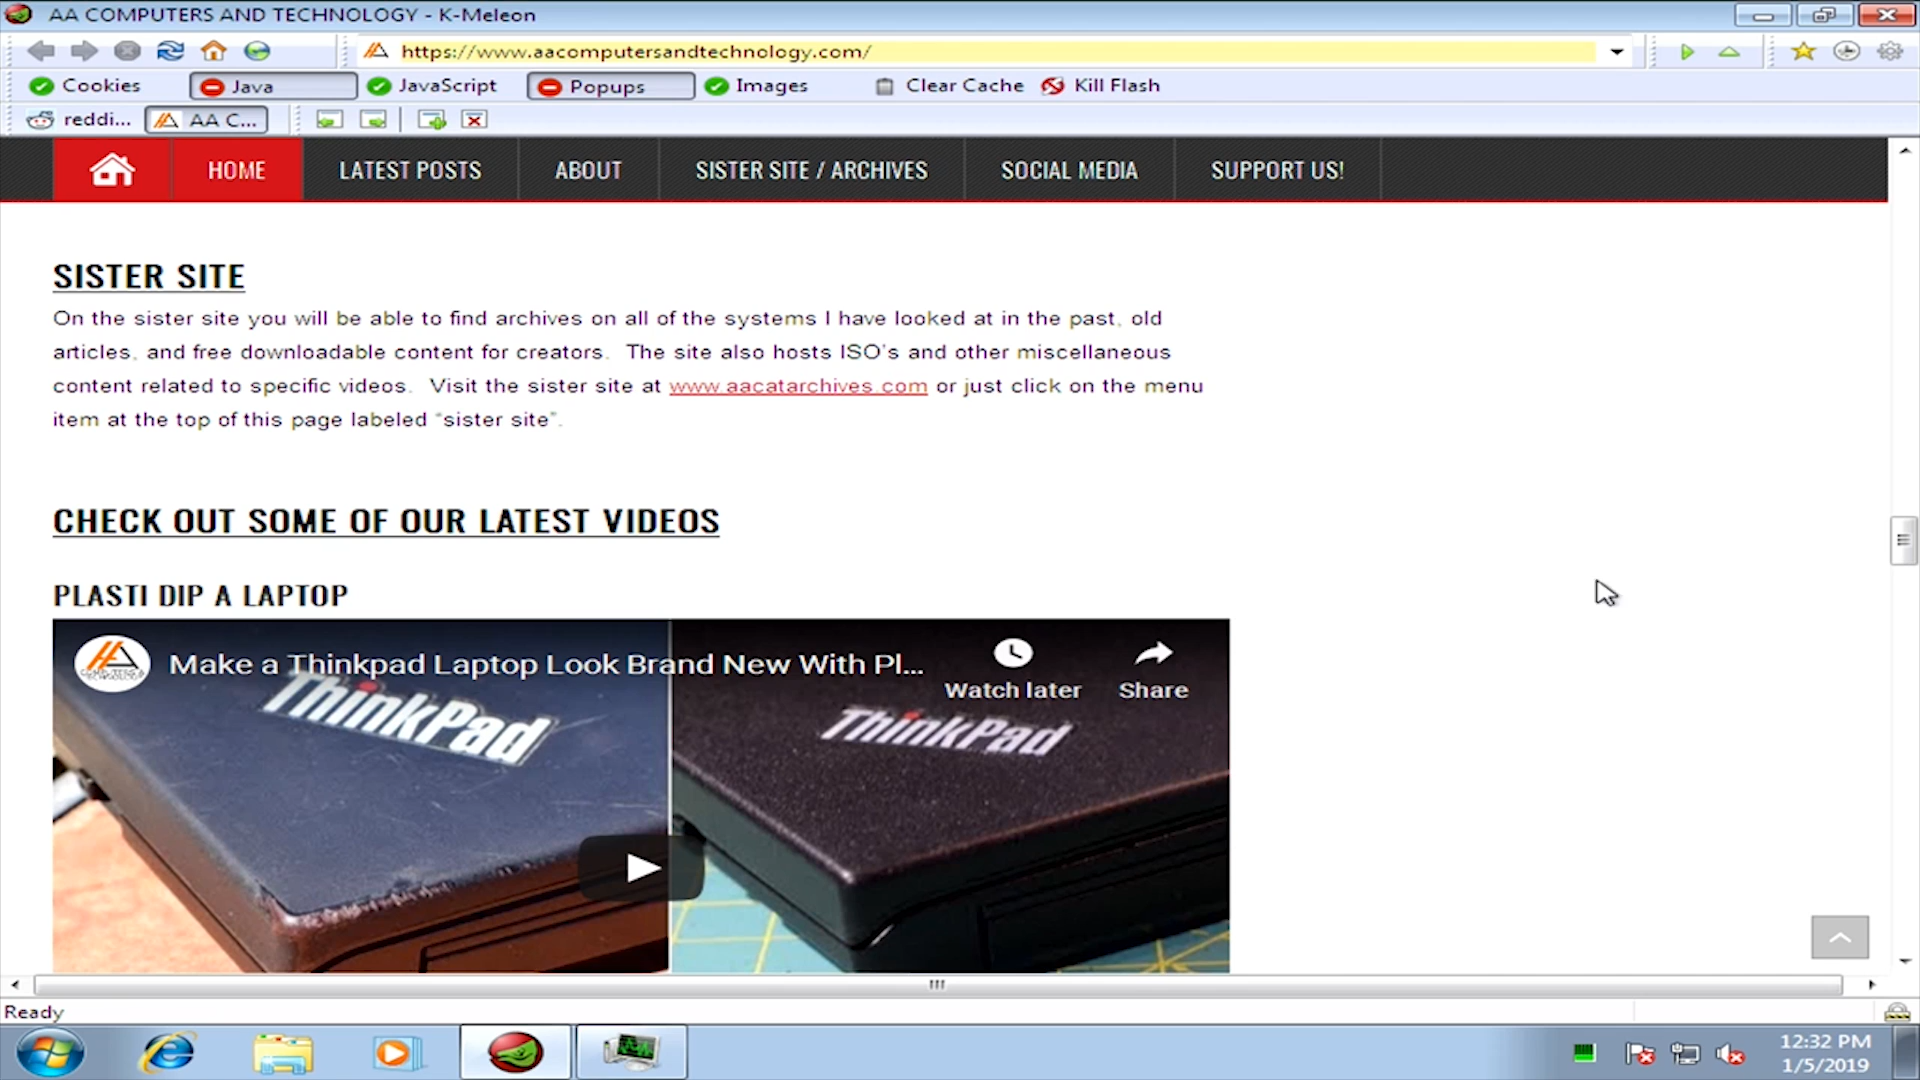 AA COMPUTERS AND TECHNOLOGY - K-Meleon
https://www.aacomputersandtechnology.com/
Cookies Java JavaScript Popups Images Clear Cache Kill Flash
reddi... AA C...
HOME LATEST POSTS ABOUT SISTER SITE / ARCHIVES SOCIAL MEDIA SUPPORT US!
SISTER SITE
On the sister site you will be able to find archives on all of the systems I have looked at in the past, old
articles, and free downloadable content for creators. The site also hosts ISO's and other miscellaneous
content related to specific videos. Visit the sister site at www.aacatarchives.com or just click on the menu
item at the top of this page labeled “sister site”.
CHECK OUT SOME OF OUR LATEST VIDEOS
PLASTI DIP A LAPTOP
Make a Thinkpad Laptop Look Brand New With Pl...
Watch later Share
ThinkPad ThinkPad
Ready
12:32 PM
1/5/2019